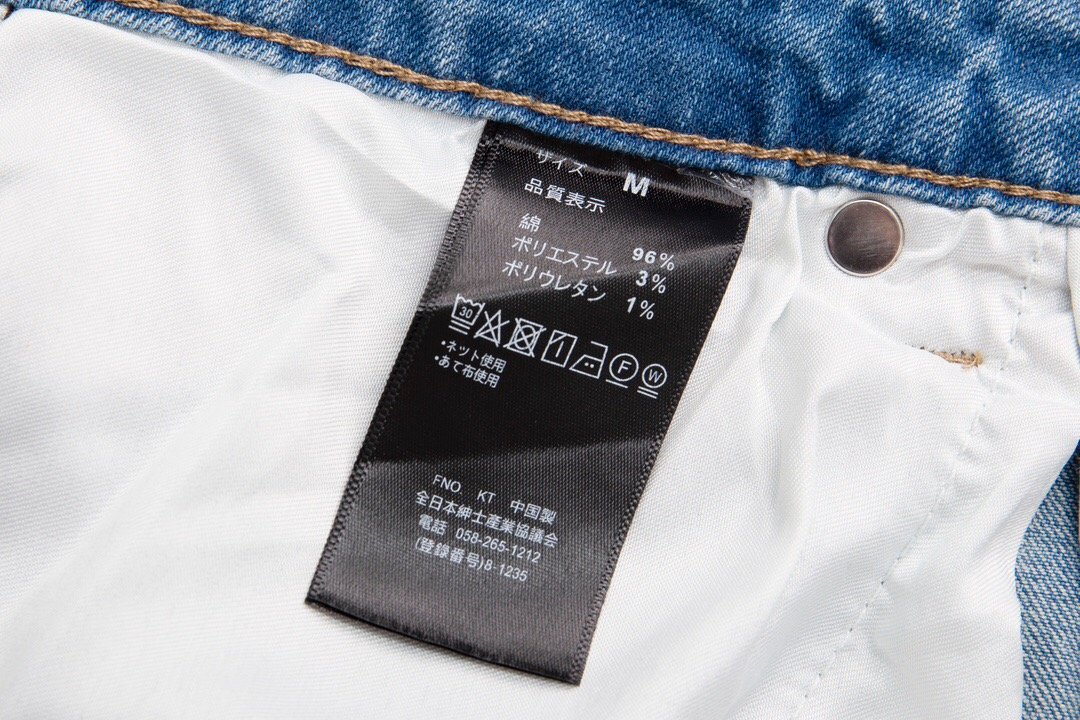 サイズ M
品質表示
綿 96%
ポリエステル 3%
ポリウレタン 1%
30 1 F W
・ネット使用
・あて布使用
FNO. KT 中国製
全日本紳士産業協議会
電話 058-265-1212
(登録番号)8-1235